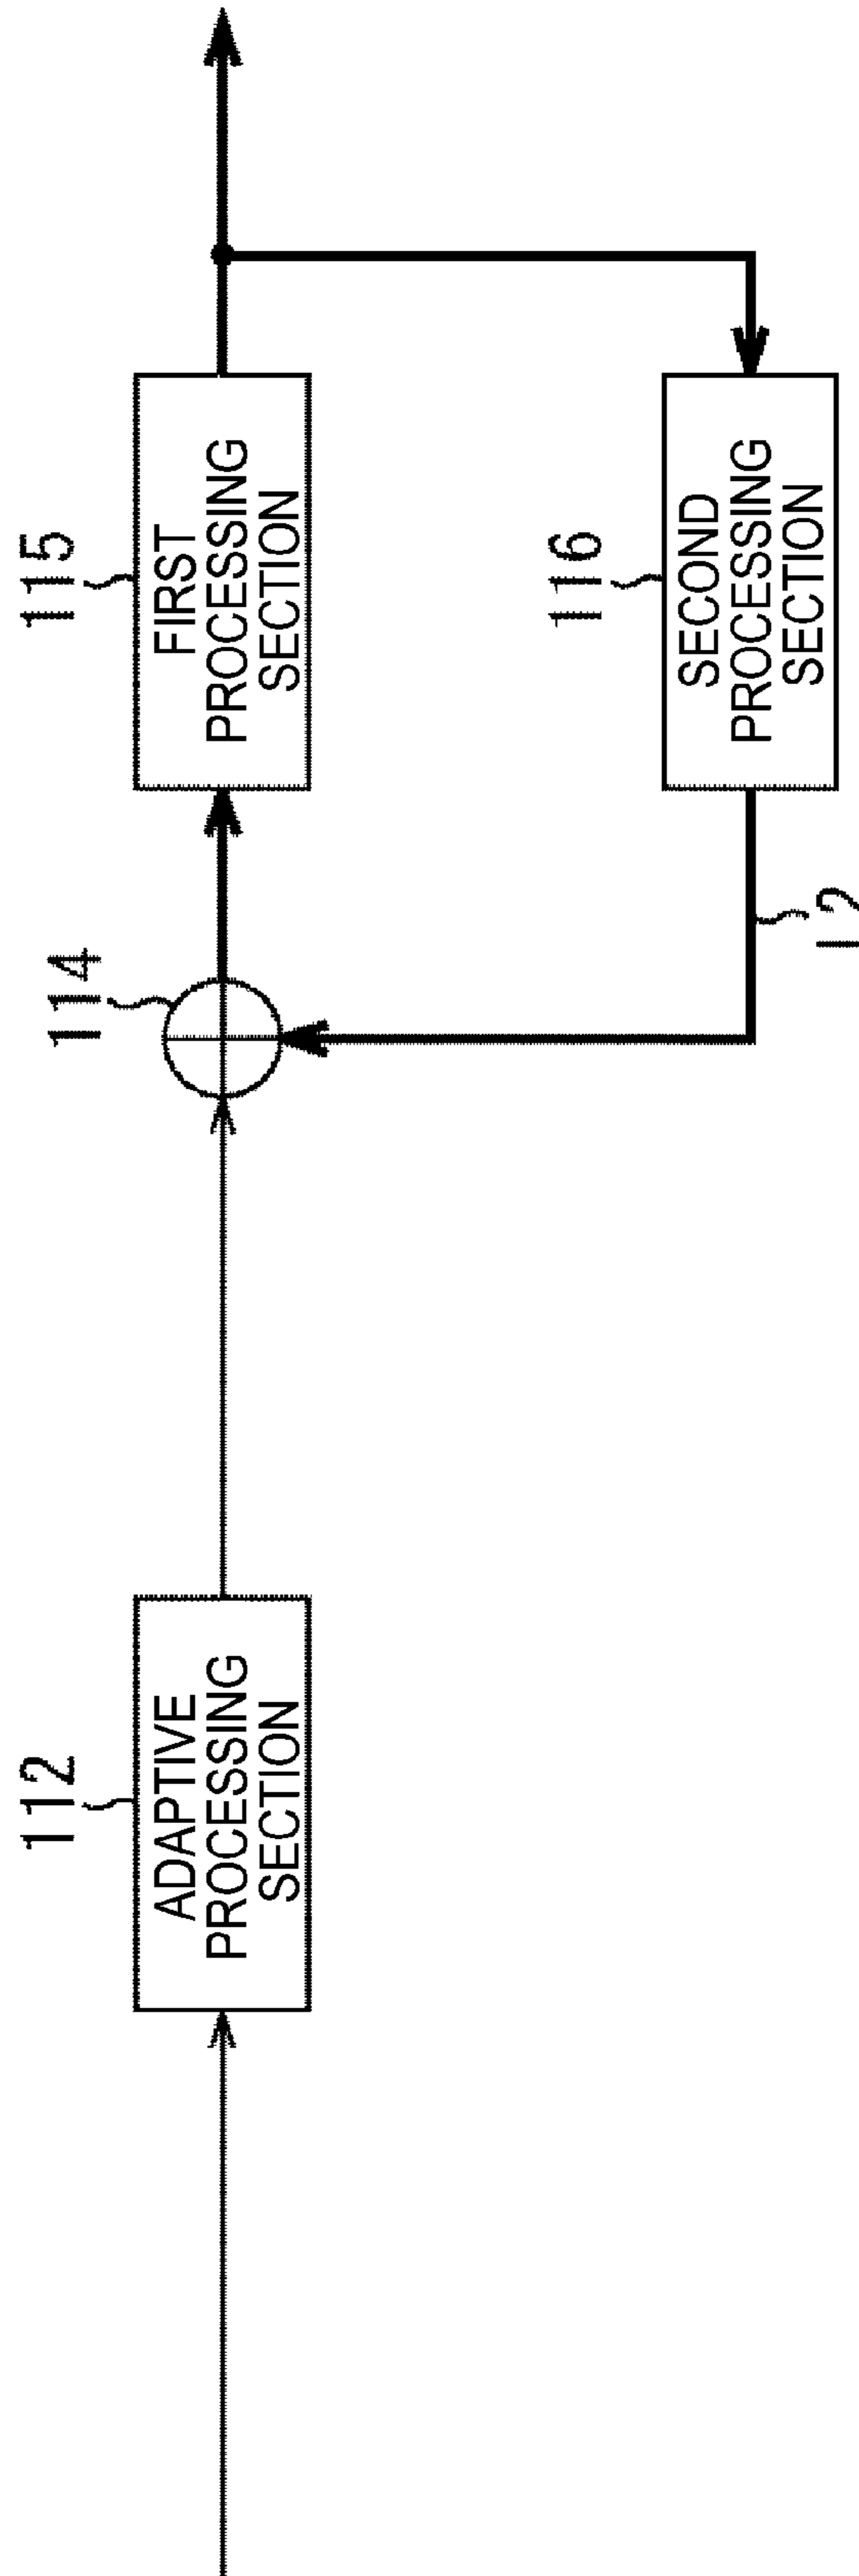 112
ADAPTIVE
PROCESSING
SECTION
114
115
FIRST
PROCESSING
SECTION
116
SECOND
PROCESSING
SECTION